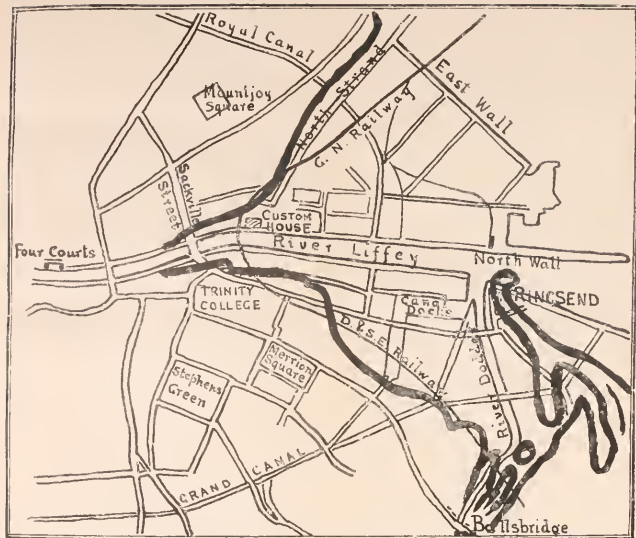 Royal Canal
Mountjoy
Square
North Strand
East Wall
G. N. Railway
Sackville
Street
CUSTOM
HOUSE
Four Courts
River Liffey
North Wall
TRINITY
COLLEGE
Canal
Docks
RINGSEND
D. & S. E. Railway
Merrion
Square
Stephens
Green
River Dodder
GRAND CANAL
Ballsbridge